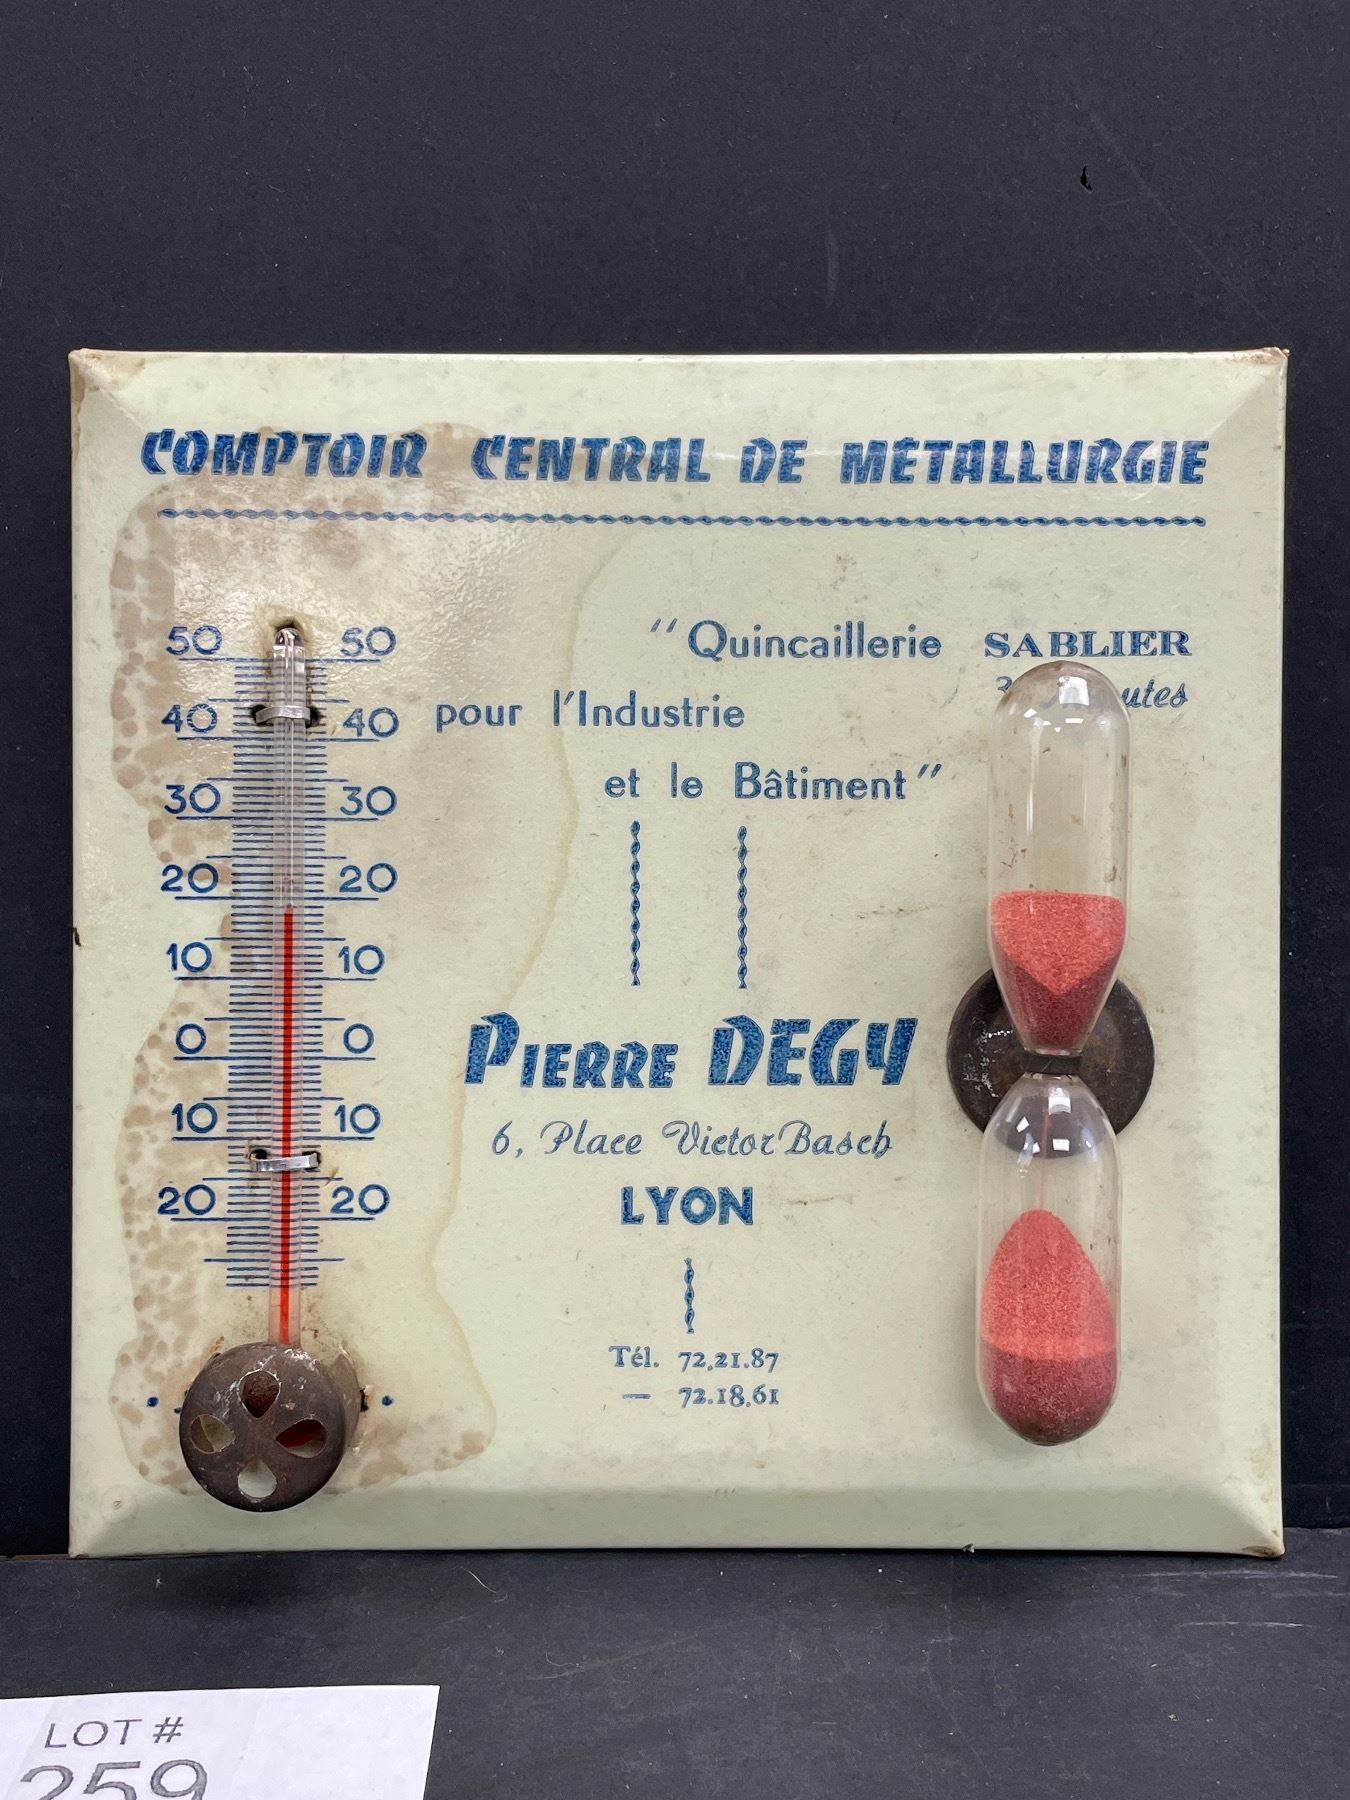 COMPTOIR CENTRAL DE MÉTALLURGIE
"Quincaillerie
pour l'Industrie
et le Bâtiment"
SABLIER
50 50
40 40
30 30
20 20
10 10
0 0
10 10
20 20
PIERRE DEGY
6, Place Victor Basch
LYON
Tél. 72.21.87
— 72.18.61
LOT #
259